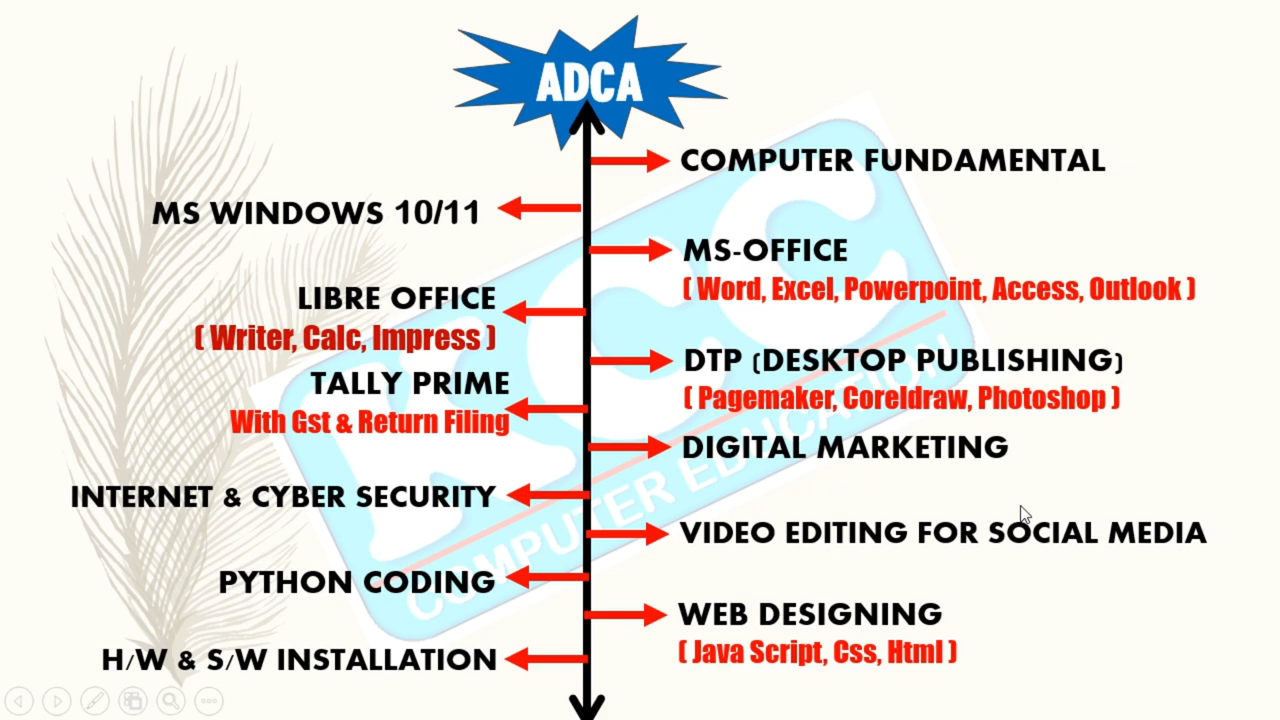 ADCA
COMPUTER FUNDAMENTAL
MS WINDOWS 10/11
MS-OFFICE
( Word, Excel, Powerpoint, Access, Outlook )
LIBRE OFFICE
( Writer, Calc, Impress )
DTP (DESKTOP PUBLISHING)
( Pagemaker, Coreldraw, Photoshop )
TALLY PRIME
With Gst & Return Filing
DIGITAL MARKETING
INTERNET & CYBER SECURITY
VIDEO EDITING FOR SOCIAL MEDIA
PYTHON CODING
WEB DESIGNING
( Java Script, Css, Html )
H/W & S/W INSTALLATION
KCC
COMPUTER EDUCATION